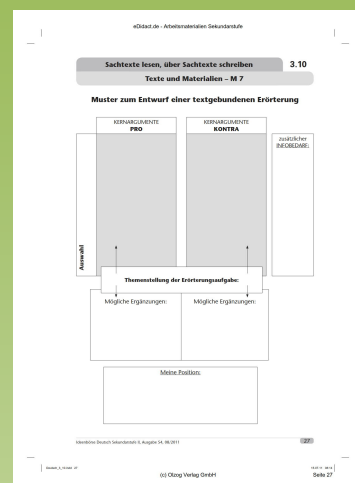 eDidact.de - Arbeitsmaterialien Sekundarstufe
Sachtexte lesen, über Sachtexte schreiben 3.10
Texte und Materialien – M 7
Muster zum Entwurf einer textgebundenen Erörterung
KERNARGUMENTE
PRO
KERNARGUMENTE
KONTRA
zusätzlicher
INFOBEDARF:
Auswahl
Themenstellung der Erörterungsaufgabe:
Mögliche Ergänzungen:
Mögliche Ergänzungen:
Meine Position:
Ideenbörse Deutsch Sekundarstufe II, Ausgabe 54, 08/2011
27
(c) Olzog Verlag GmbH
Seite 27